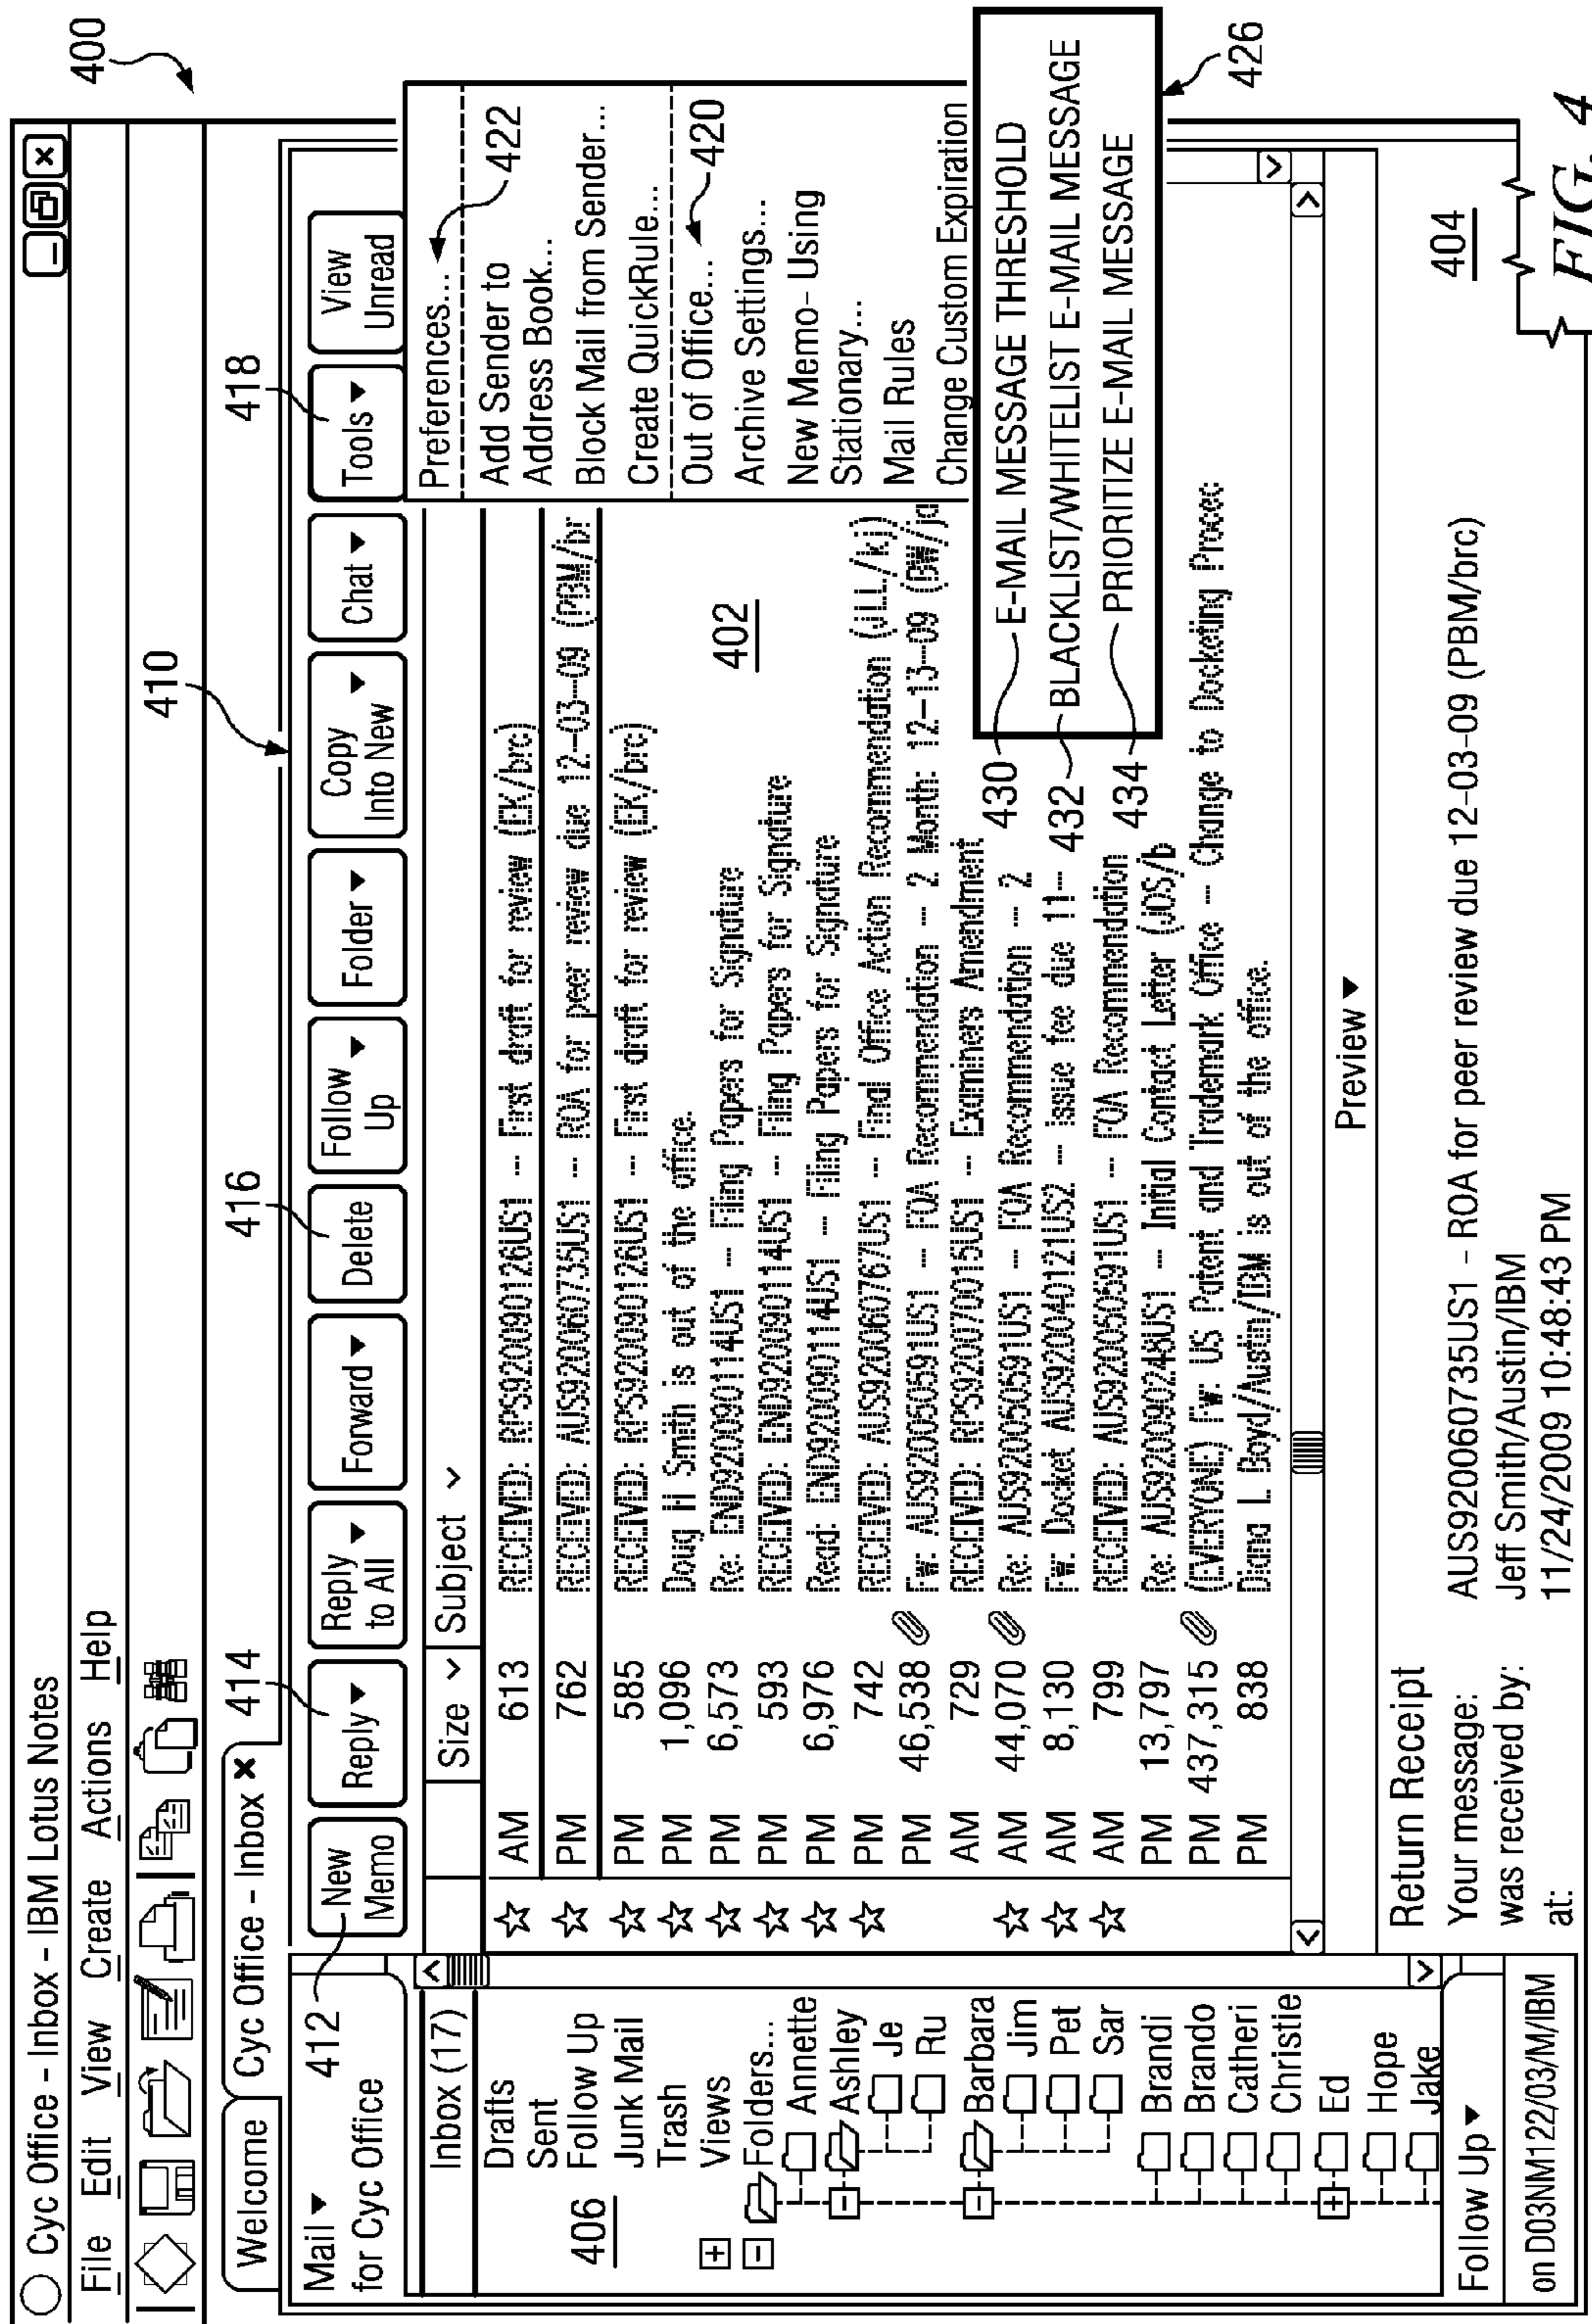 400
Cyc Office - Inbox - IBM Lotus Notes
File Edit View Create Actions Help
410
Welcome
Cyc Office - Inbox
414
416
418
Mail
for Cyc Office
412
New Memo
Reply
Reply to All
Forward
Delete
Follow Up
Folder
Copy Into New
Chat
Tools
View Unread
Inbox (17)
Drafts
Sent
Follow Up
Junk Mail
Trash
Views
Folders...
Annette
Ashley
Je
Ru
Barbara
Jim
Pet
Sar
Brandi
Brando
Catheri
Christie
Ed
Hope
Jake
406
Follow Up
on D03NM122/03/M/IBM
Size Subject
AM 613 RECEIVED: RPS920090126US1 -- First draft for review (EK/brc)
PM 762 RECEIVED: AUS920060735US1 -- ROA for peer review due 12-03-09 (PBM/br
PM 585 RECEIVED: RPS920090126US1 -- First draft for review (EK/brc)
PM 1,096 Doug H Smith is out of the office.
PM 6,573 Re: END920090114US1 - Filing Papers for Signature
PM 593 RECEIVED: END920090114US1 - Filing Papers for Signature
PM 6,976 Read: END920090114US1 - Filing Papers for Signature
PM 742 RECEIVED: AUS920060767US1 -- Final Office Action Recommendation (JLL/kj)
PM 46,538 Fw: AUS920050591US1 - FOA Recommendation - 2 Month: 12-13-09 (BW/ja
AM 729 RECEIVED: RPS920070015US1 - Examiners Amendment
AM 44,070 Re: AUS920050591US1 -- FOA Recommendation -- 2
AM 8,130 Fw: Docket AUS920040121US2 -- issue fee due 11-
AM 799 RECEIVED: AUS920050591US1 -- FOA Recommendation
PM 13,797 Re: AUS920090248US1 - Initial Contact Letter (JDS/b
PM 437,315 (EVERYONE) Fw: US Patent and Trademark Office - Change to Docketing Proces
PM 838 Diana L Boyd/Austin/IBM is out of the office.
402
Preferences...
422
Add Sender to
Address Book...
Block Mail from Sender...
Create QuickRule...
Out of Office...
420
Archive Settings...
New Memo- Using
Stationary...
Mail Rules
Change Custom Expiration
430 E-MAIL MESSAGE THRESHOLD
432 BLACKLIST/WHITELIST E-MAIL MESSAGE
434 PRIORITIZE E-MAIL MESSAGE
426
Preview
Return Receipt
Your message: AUS920060735US1 - ROA for peer review due 12-03-09 (PBM/brc)
was received by: Jeff Smith/Austin/IBM
at: 11/24/2009 10:48.43 PM
404
FIG. 4